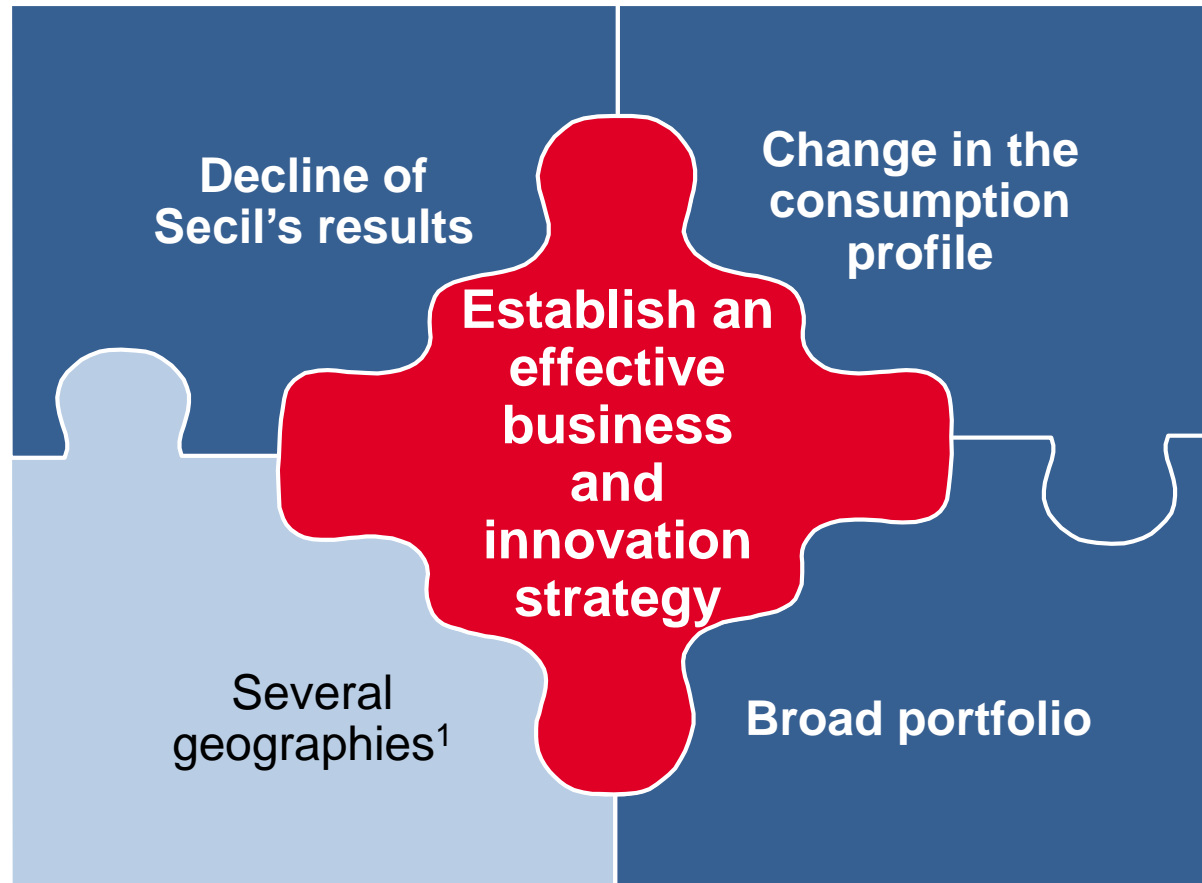 Decline of
Secil’s results
Change in the
consumption
profile
Establish an
effective
business
and
innovation
strategy
Several
geographies¹
Broad portfolio